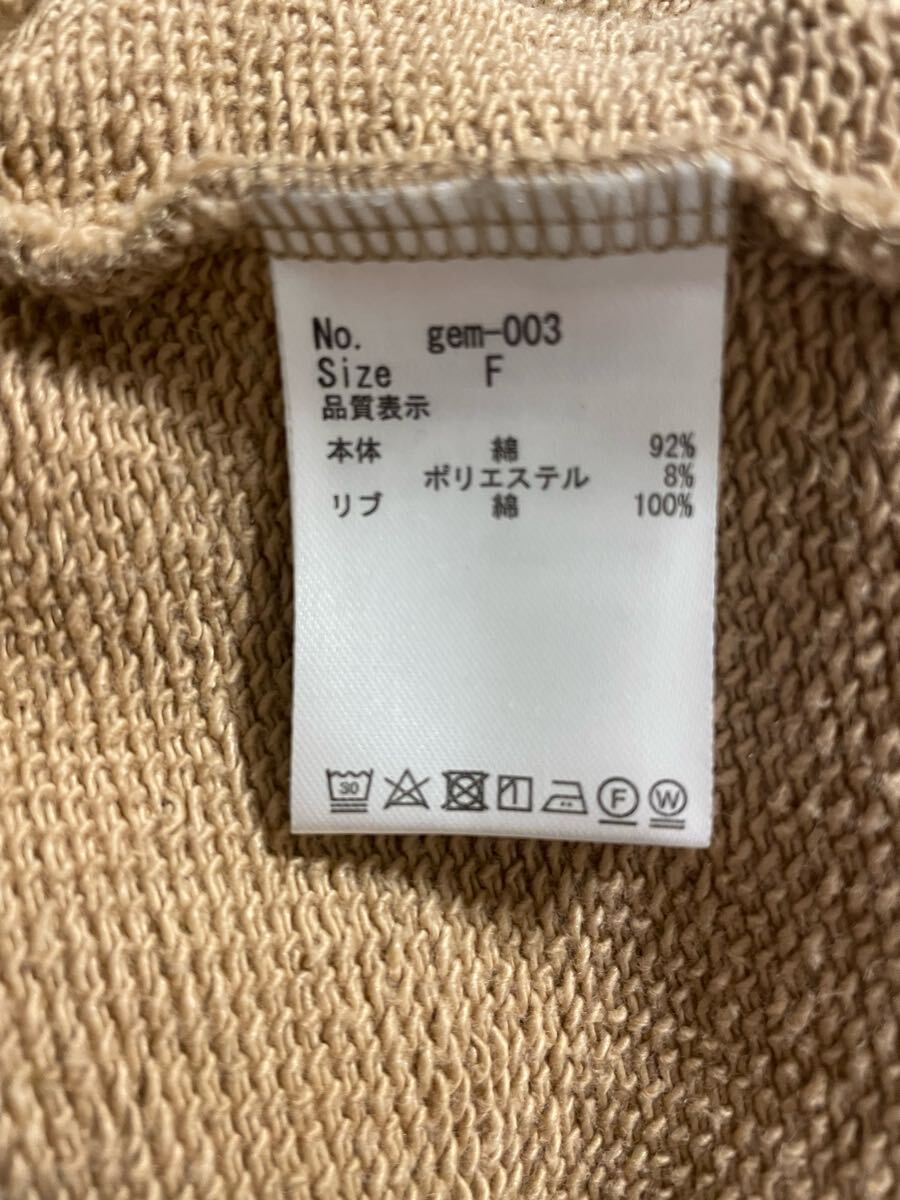 No. gem-003
Size F
品質表示
本体 綿 92%
ポリエステル 8%
リブ 綿 100%
30 F W